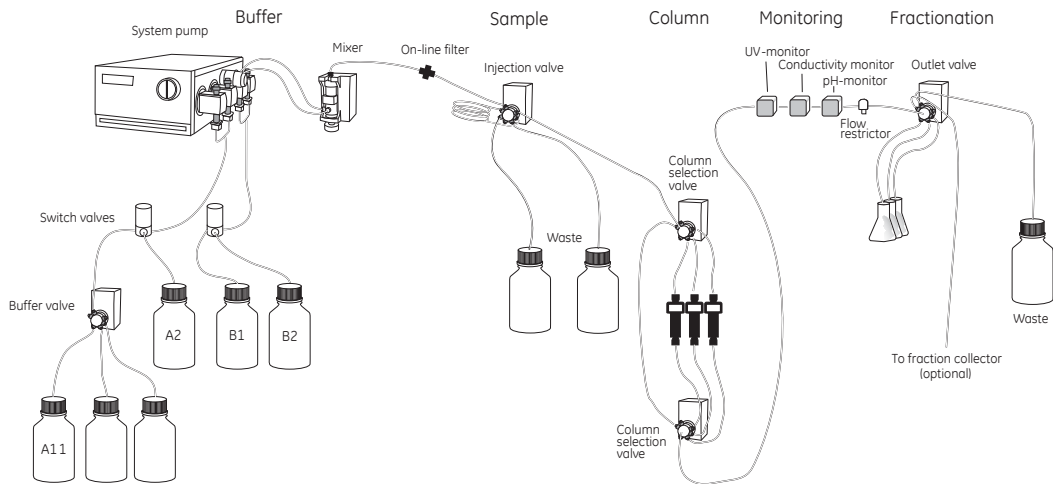 Buffer
Sample
Column
Monitoring
Fractionation
System pump
Mixer
On-line filter
Injection valve
UV-monitor
Conductivity monitor
pH-monitor
Outlet valve
Flow
restrictor
Column
selection
valve
Switch valves
Waste
Buffer valve
A2
B1
B2
Waste
To fraction collector
(optional)
A11
Column
selection
valve